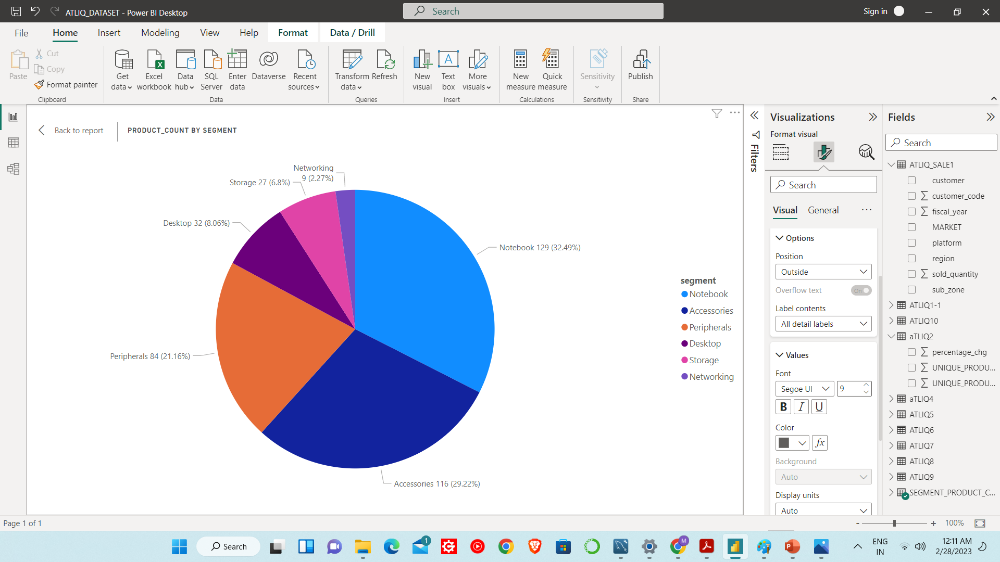 ATLIQ_DATASET - Power BI Desktop
Search
Sign in
File
Home
Insert
Modeling
View
Help
Format
Data / Drill
Paste
Cut
Copy
Format painter
Clipboard
Get
data
Excel
workbook
Data
hub
SQL
Server
Enter
data
Dataverse
Recent
sources
Data
Transform
data
Refresh
Queries
New
visual
Text
box
More
visuals
Insert
New
measure
Quick
measure
Calculations
Sensitivity
Sensitivity
Publish
Share
Back to report
PRODUCT_COUNT BY SEGMENT
Networking
9 (2.27%)
Storage 27 (6.8%)
Desktop 32 (8.06%)
Notebook 129 (32.49%)
Peripherals 84 (21.16%)
Accessories 116 (29.22%)
segment
Notebook
Accessories
Peripherals
Desktop
Storage
Networking
Filters
Visualizations
Format visual
Search
Visual
General
Options
Position
Outside
Overflow text
On
Label contents
All detail labels
Values
Font
Segoe UI
9
B
I
U
Color
fx
Background
Auto
Display units
Auto
Fields
Search
ATLIQ_SALE1
customer
customer_code
fiscal_year
MARKET
platform
region
sold_quantity
sub_zone
ATLIQ1-1
ATLIQ10
aTLIQ2
percentage_chg
UNIQUE_PRODU...
UNIQUE_PRODU...
aTLIQ4
ATLIQ5
ATLIQ6
ATLIQ7
ATLIQ8
ATLIQ9
SEGMENT_PRODUCT_C...
Page 1 of 1
- + 100%
Search
1
M
P
ENG
IN
12:11 AM
2/28/2023